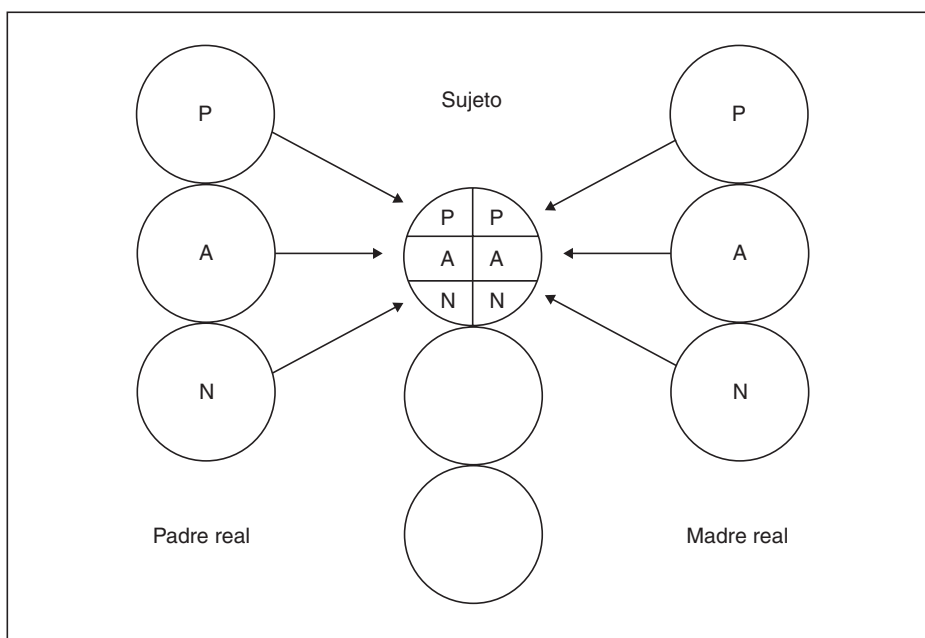 Sujeto
P
A
N
Padre real
P P
A A
N N
P
A
N
Madre real